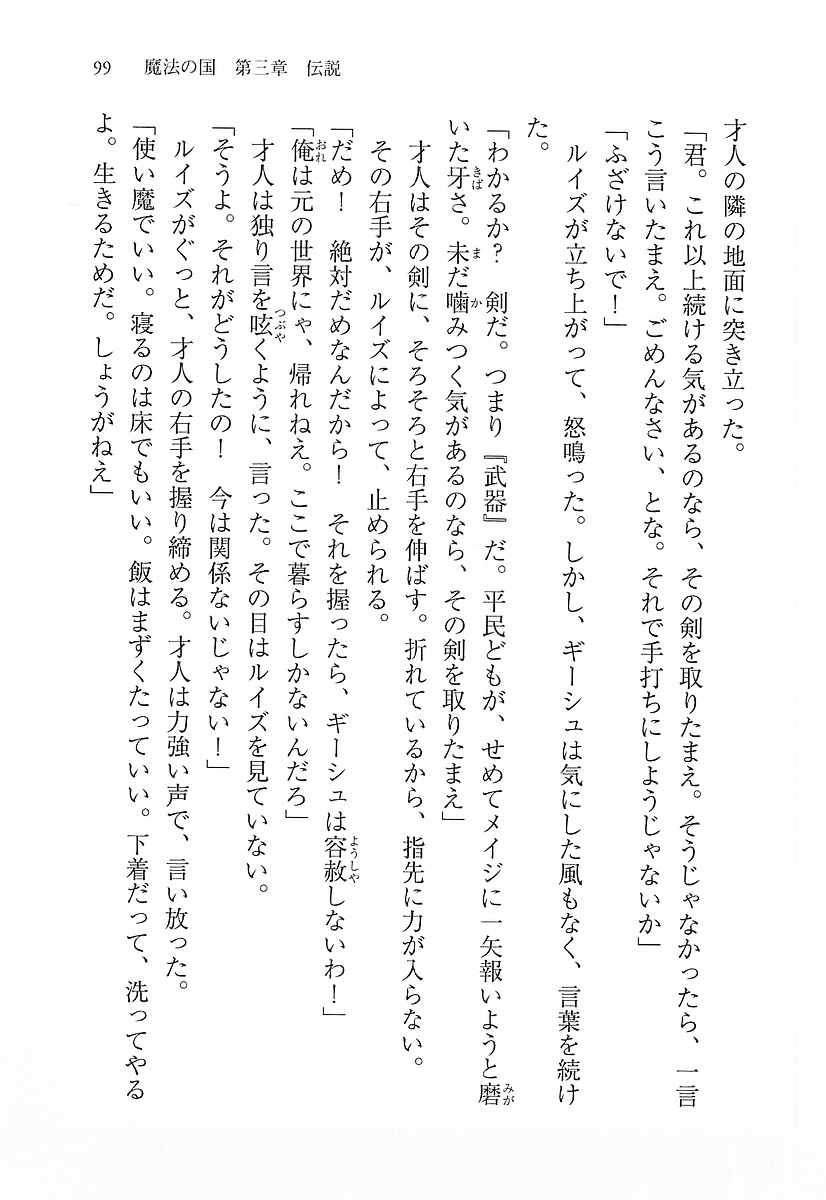 99 魔法の国 第三章 伝説
才人の隣の地面に突き立った。
「君。これ以上続ける気があるのなら、その剣を取りたまえ。そうじゃなかったら、一言
こう言いたまえ。ごめんなさい、とな。それで手打ちにしようじゃないか」
「ふざけないで！」
　ルイズが立ち上がって、怒鳴った。しかし、ギーシュは気にした風もなく、言葉を続け
た。
「わかるか？　剣だ。つまり『武器』だ。平民どもが、せめてメイジに一矢報いようと磨
いた牙さ。未だ噛みつく気があるのなら、その剣を取りたまえ」
　才人はその剣に、そろそろと右手を伸ばす。折れているから、指先に力が入らない。
　その右手が、ルイズによって、止められる。
「だめ！　絶対だめなんだから！　それを握ったら、ギーシュは容赦しないわ！」
「俺は元の世界にゃ、帰れねえ。ここで暮らすしかないんだろ」
　才人は独り言を呟くように、言った。その目はルイズを見ていない。
「そうよ。それがどうしたの！　今は関係ないじゃない！」
　ルイズがぐっと、才人の右手を握り締める。才人は力強い声で、言い放った。
「使い魔でいい。寝るのは床でもいい。飯はまずくたっていい。下着だって、洗ってやる
よ。生きるためだ。しょうがねえ」